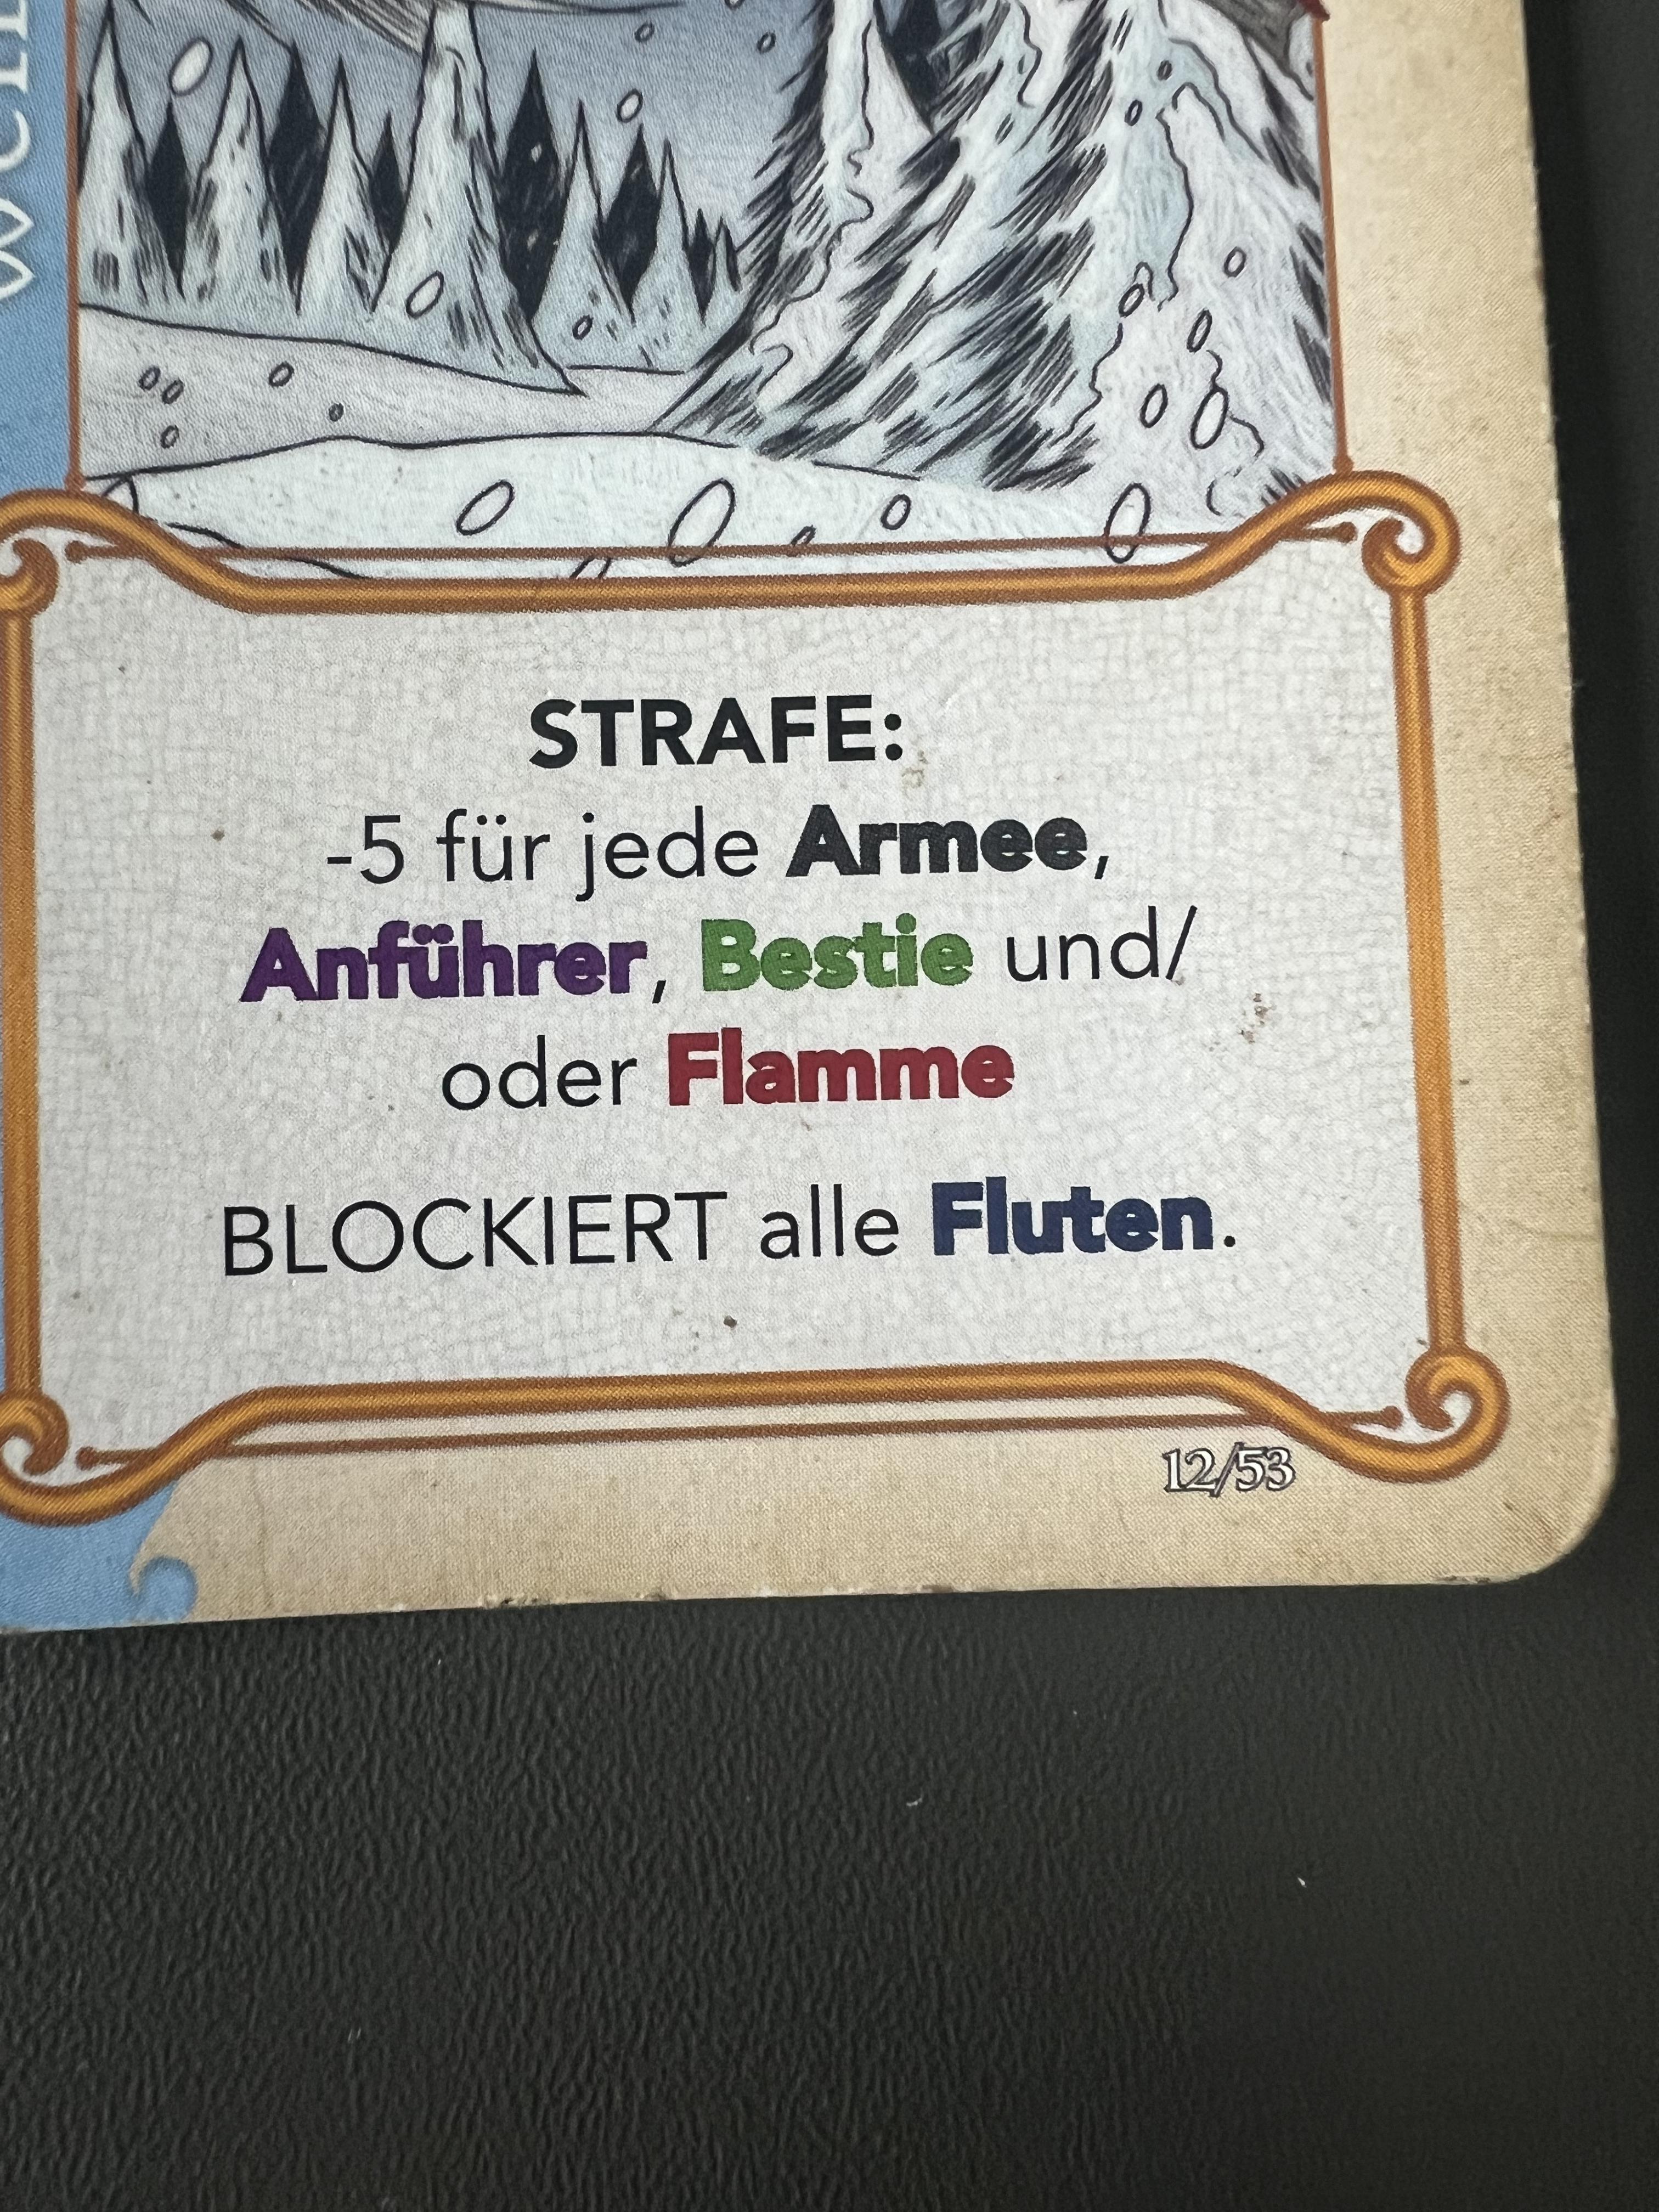 STRAFE:
-5 für jede Armee,
Anführer, Bestie und/
oder Flamme
BLOCKIERT alle Fluten.
12/53